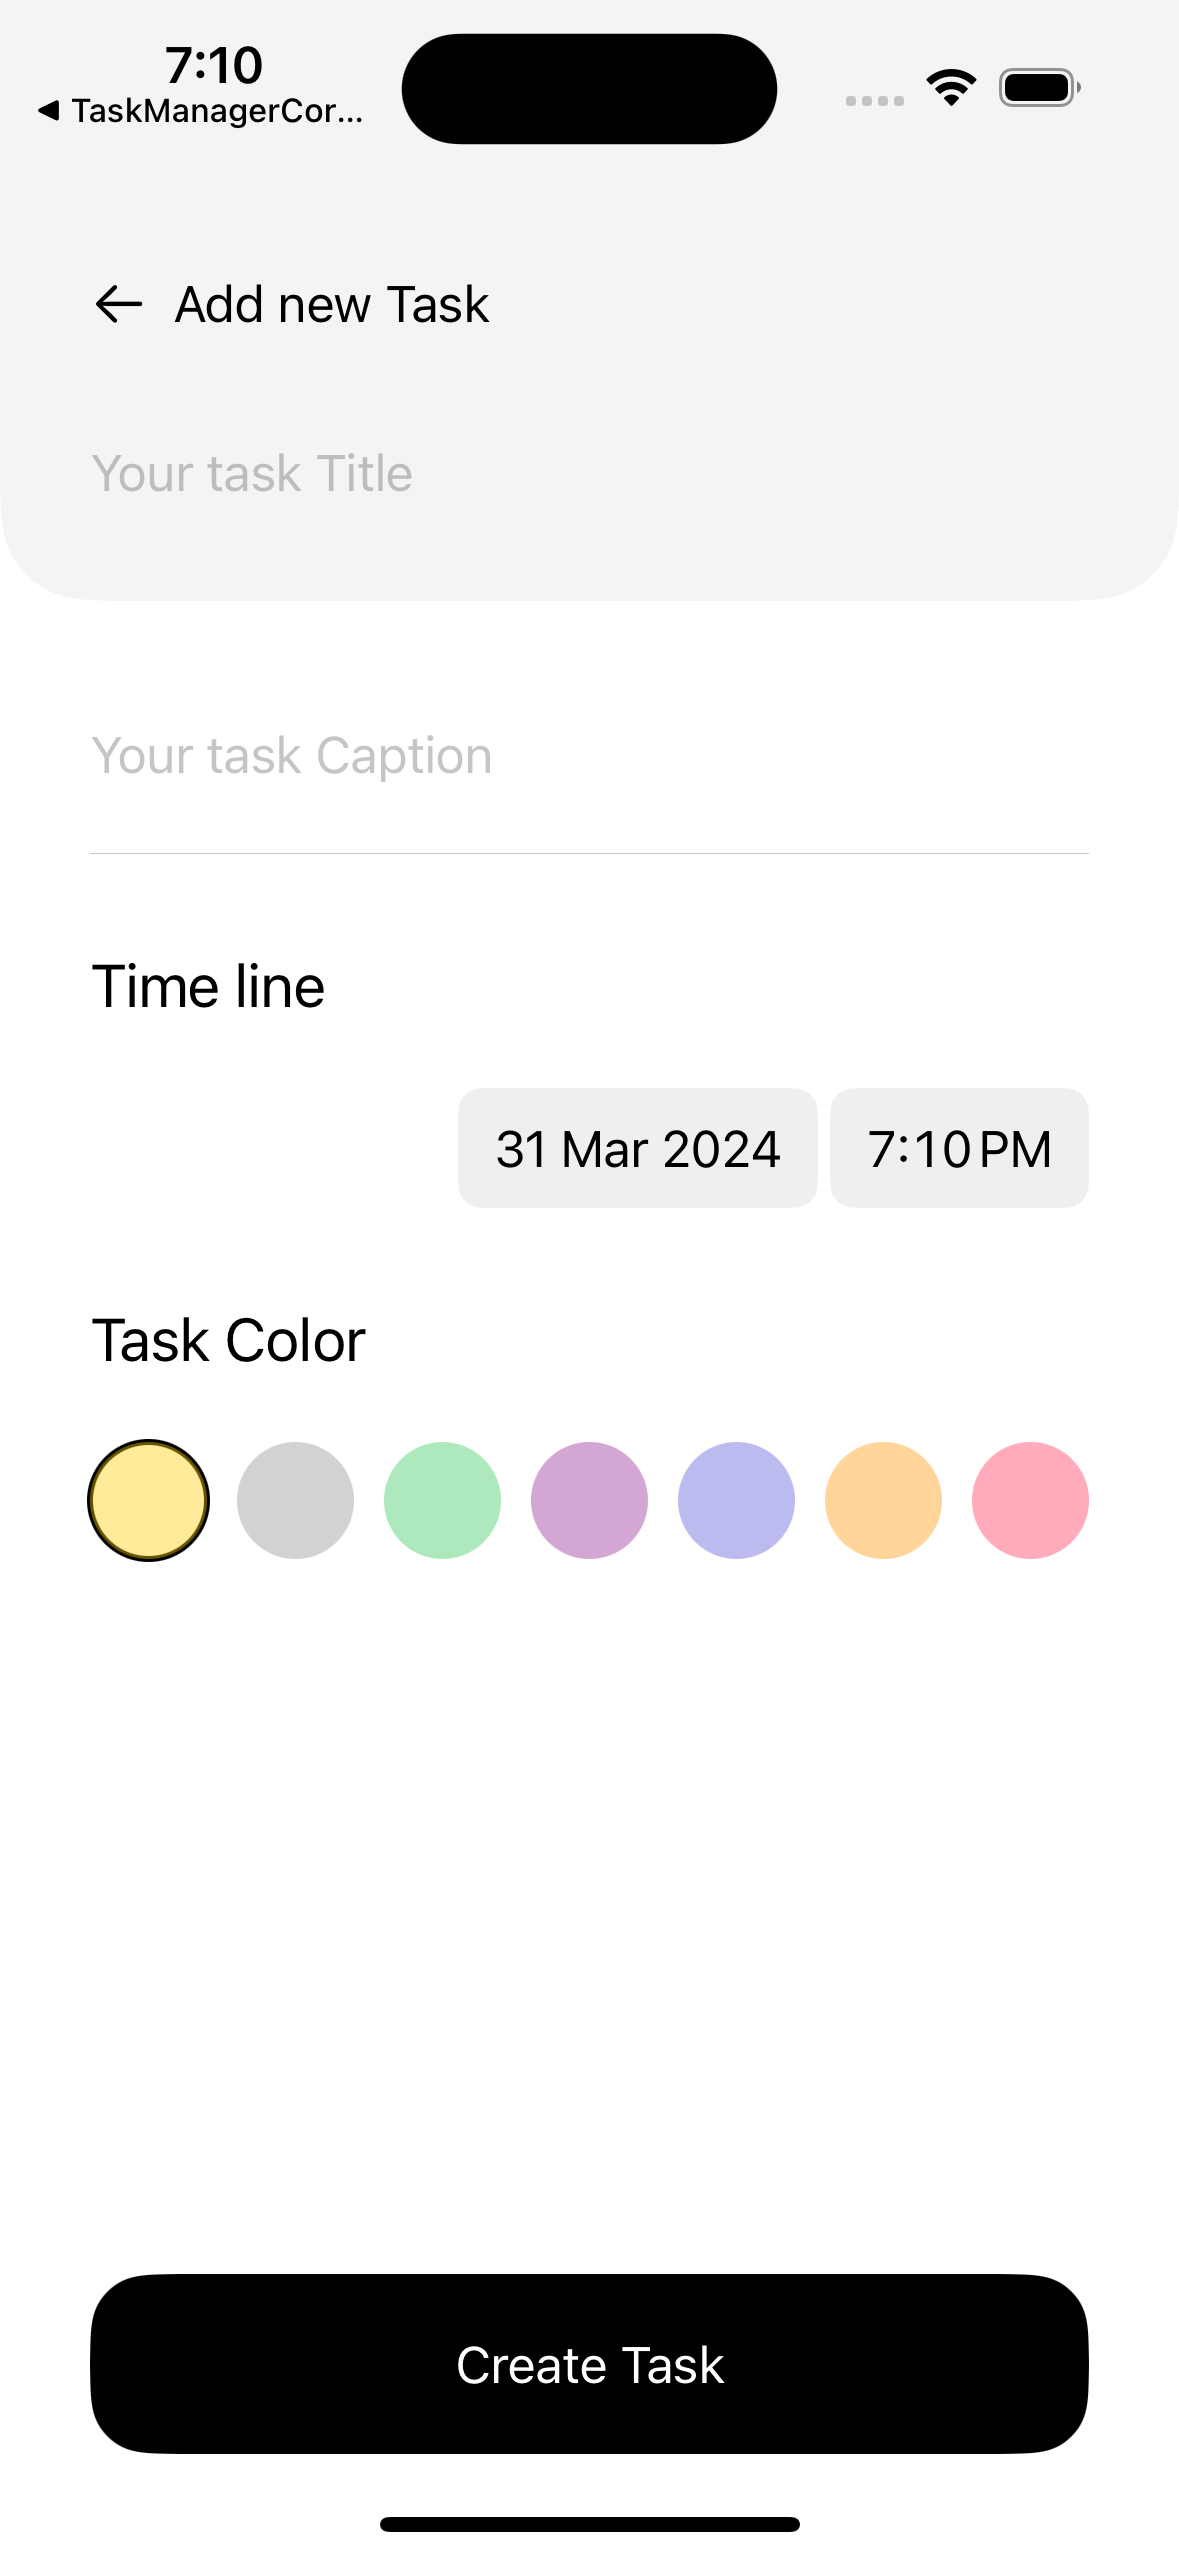 7:10
TaskManagerCor...
Add new Task
Your task Title
Your task Caption
Time line
31 Mar 2024 7:10 PM
Task Color
Create Task